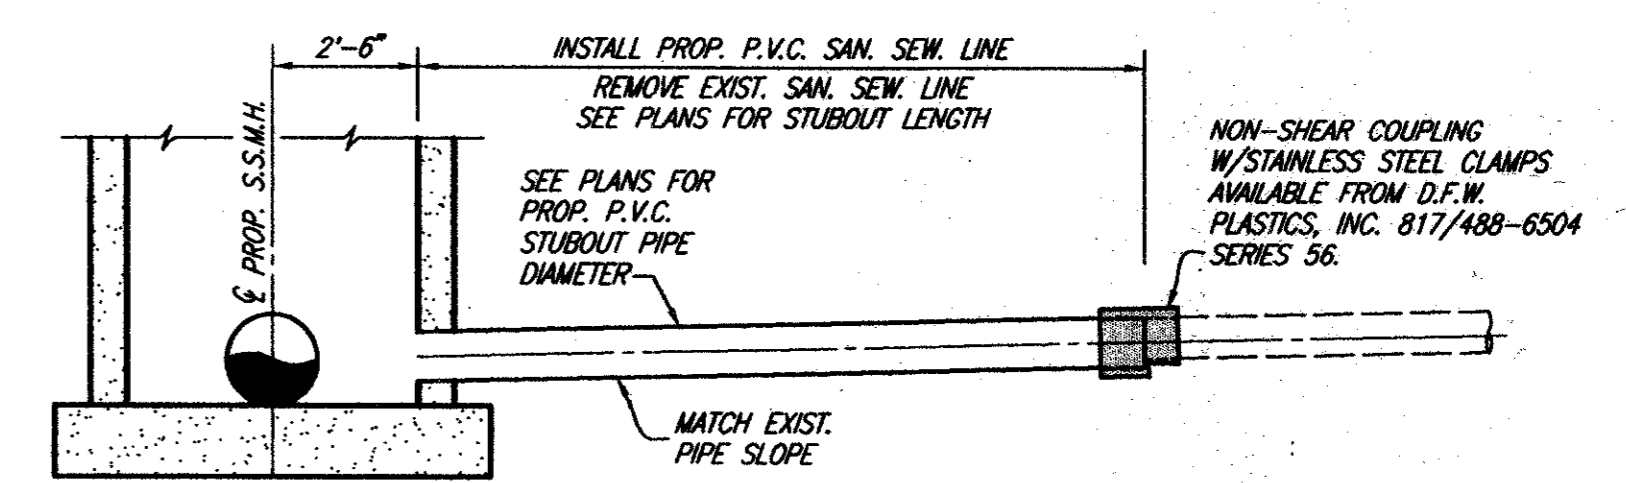 2'-6"
INSTALL PROP. P.V.C. SAN. SEW. LINE
REMOVE EXIST. SAN. SEW. LINE
SEE PLANS FOR STUBOUT LENGTH
℄ PROP. S.S.M.H.
NON-SHEAR COUPLING
W/STAINLESS STEEL CLAMPS
AVAILABLE FROM D.F.W.
PLASTICS, INC. 817/488-6504
SERIES 56.
SEE PLANS FOR
PROP. P.V.C.
STUBOUT PIPE
DIAMETER
MATCH EXIST.
PIPE SLOPE